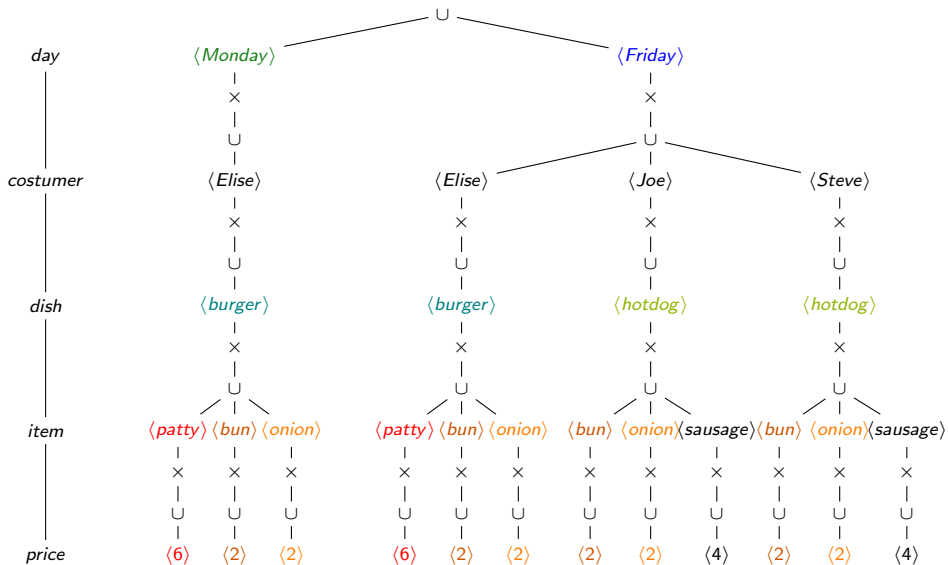 ∪
day ⟨Monday⟩ ⟨Friday⟩
× ×
∪ ∪
costumer ⟨Elise⟩ ⟨Elise⟩ ⟨Joe⟩ ⟨Steve⟩
× × × ×
∪ ∪ ∪ ∪
dish ⟨burger⟩ ⟨burger⟩ ⟨hotdog⟩ ⟨hotdog⟩
× × × ×
∪ ∪ ∪ ∪
item ⟨patty⟩ ⟨bun⟩ ⟨onion⟩ ⟨patty⟩ ⟨bun⟩ ⟨onion⟩ ⟨bun⟩ ⟨onion⟩ ⟨sausage⟩ ⟨bun⟩ ⟨onion⟩ ⟨sausage⟩
× × × × × × × × × × × ×
∪ ∪ ∪ ∪ ∪ ∪ ∪ ∪ ∪ ∪ ∪ ∪
price ⟨6⟩ ⟨2⟩ ⟨2⟩ ⟨6⟩ ⟨2⟩ ⟨2⟩ ⟨2⟩ ⟨2⟩ ⟨4⟩ ⟨2⟩ ⟨2⟩ ⟨4⟩